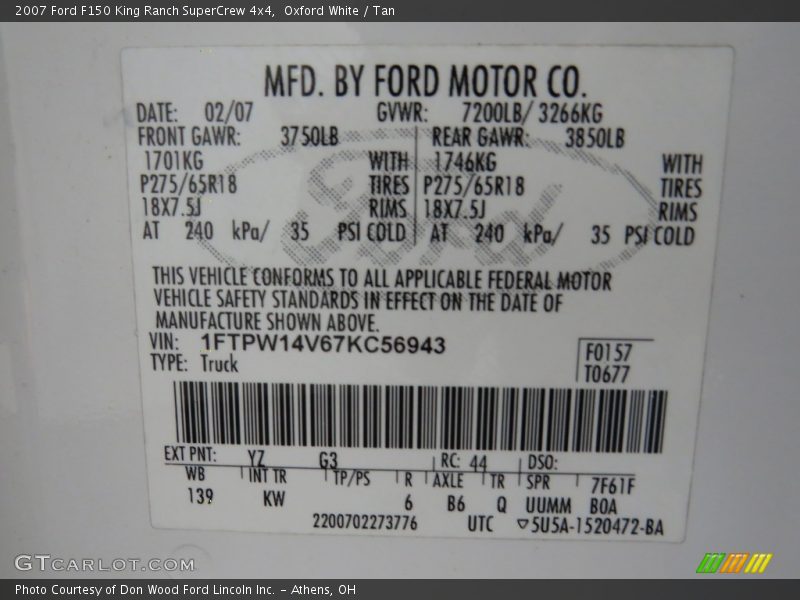 2007 Ford F150 King Ranch SuperCrew 4x4, Oxford White / Tan
MFD. BY FORD MOTOR CO.
DATE: 02/07 GVWR: 7200LB/ 3266KG
FRONT GAWR: 3750LB REAR GAWR: 3850LB
1701KG WITH 1746KG WITH
P275/65R18 TIRES P275/65R18 TIRES
18X7.5J RIMS 18X7.5J RIMS
AT 240 kPa/ 35 PSI COLD AT 240 kPa/ 35 PSI COLD
Ford
THIS VEHICLE CONFORMS TO ALL APPLICABLE FEDERAL MOTOR
VEHICLE SAFETY STANDARDS IN EFFECT ON THE DATE OF
MANUFACTURE SHOWN ABOVE.
VIN: 1FTPW14V67KC56943
TYPE: Truck
F0157
T0677
EXT PNT: YZ G3 RC: 44 DSO:
WB INT TR TP/PS R AXLE TR SPR 7F61F
139 KW 6 B6 Q UUMM BOA
2200702273776 UTC ▽5U5A-1520472-BA
GTCARLOT.COM
Photo Courtesy of Don Wood Ford Lincoln Inc. – Athens, OH